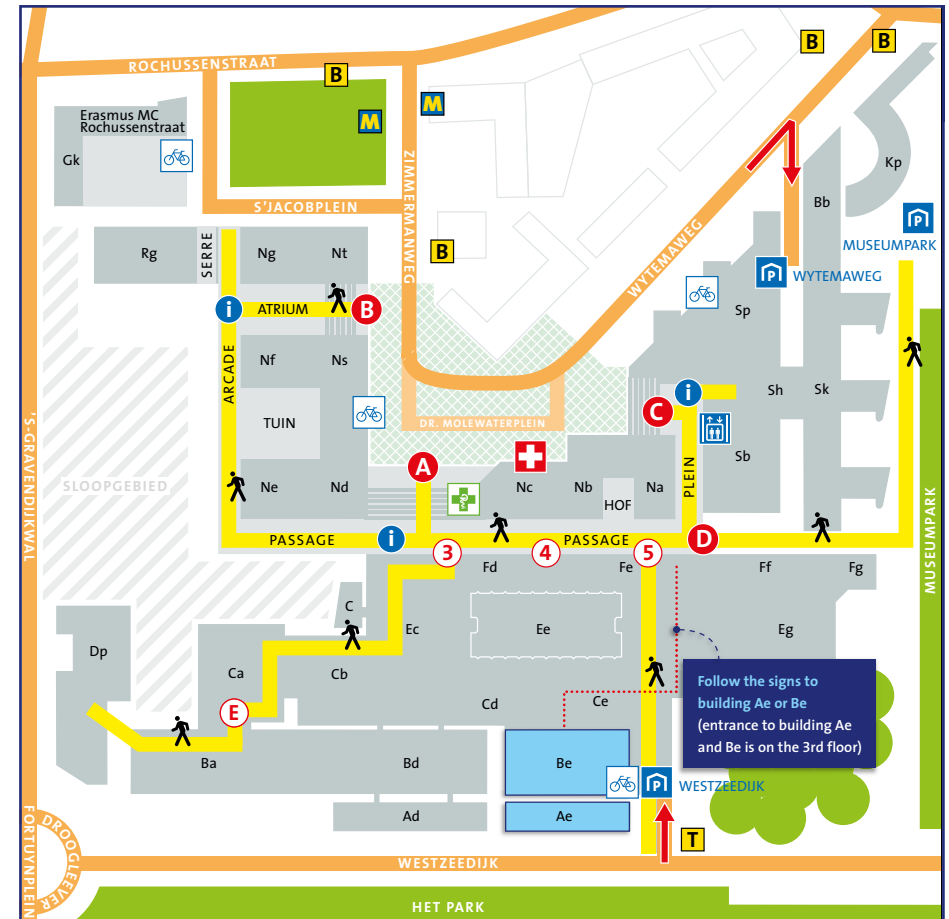 ROCHUSSENSTRAAT
B
B
B
Erasmus MC
Rochussenstraat
Gk
M
M
ZIMMERMANWEG
Kp
Bb
S'JACOBPLEIN
B
WYTEMAWEG
P
MUSEUMPARK
P
WYTEMAWEG
Rg
SERRE
Ng
Nt
i
ATRIUM
B
Sp
ARCADE
Nf
Ns
TUIN
i
Sh
Sk
C
DR. MOLEWATERPLEIN
'S-GRAVENDIJKWAL
SLOOPGEBIED
A
Sb
PLEIN
Ne
Nd
Nc
Nb
HOF
Na
PASSAGE
i
PASSAGE
D
3
4
5
MUSEUMPARK
Fd
Fe
Ff
Fg
C
Ec
Ee
Eg
Dp
Ca
Cb
Cd
Ce
E
Follow the signs to
building Ae or Be
(entrance to building Ae
and Be is on the 3rd floor)
Ba
Bd
Be
P
WESTZEEDIJK
Ad
Ae
T
DROOGLEEVER
FORTUYNPLEIN
WESTZEEDIJK
HET PARK